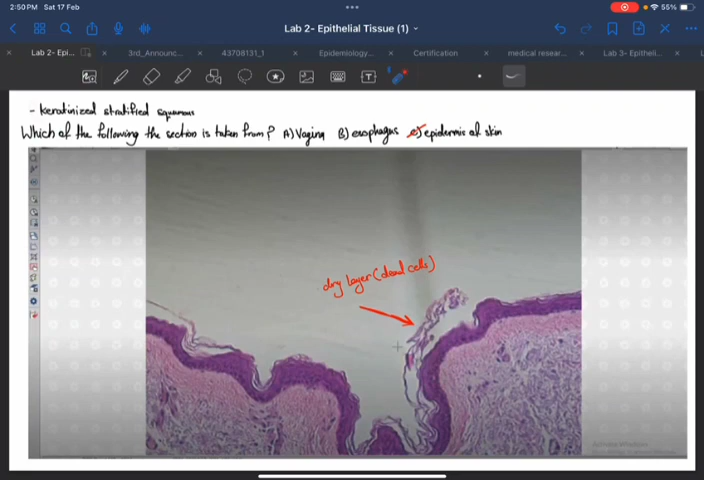 2:50 PM Sat 17 Feb
55%
Lab 2- Epithelial Tissue (1)
Lab 2- Epi...
3rd_Announc...
43708131_1
Epidemiology...
Certification
medical resear...
Lab 3- Epitheli...
L
- keratinized stratified squamous
Which of the following the section is taken from? A) Vagina B) esophagus c) epidermis of skin
dry layer (dead cells)
Activate Windows